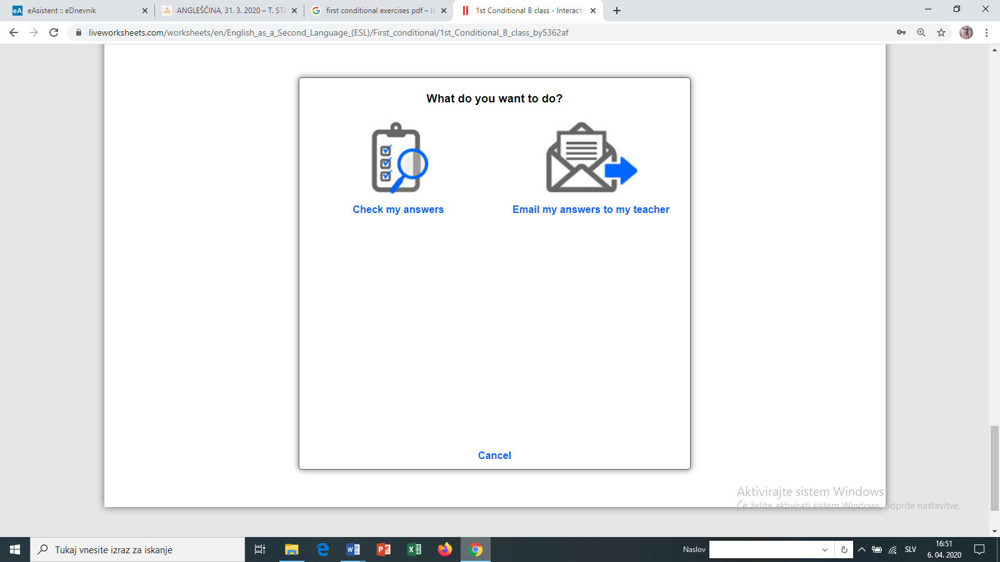 eA eAsistent :: eDnevnik
ANGLEŠČINA, 31. 3. 2020 – T. STA
first conditional exercises pdf – Is
1st Conditional B class - Interacti
liveworksheets.com/worksheets/en/English_as_a_Second_Language_(ESL)/First_conditional/1st_Conditional_B_class_by5362af
What do you want to do?
Check my answers
Email my answers to my teacher
Cancel
Aktivirajte sistem Windows
Če želite aktivirati sistem Windows, odprite nastavitve.
Tukaj vnesite izraz za iskanje
Naslov
SLV
16:51
6. 04. 2020